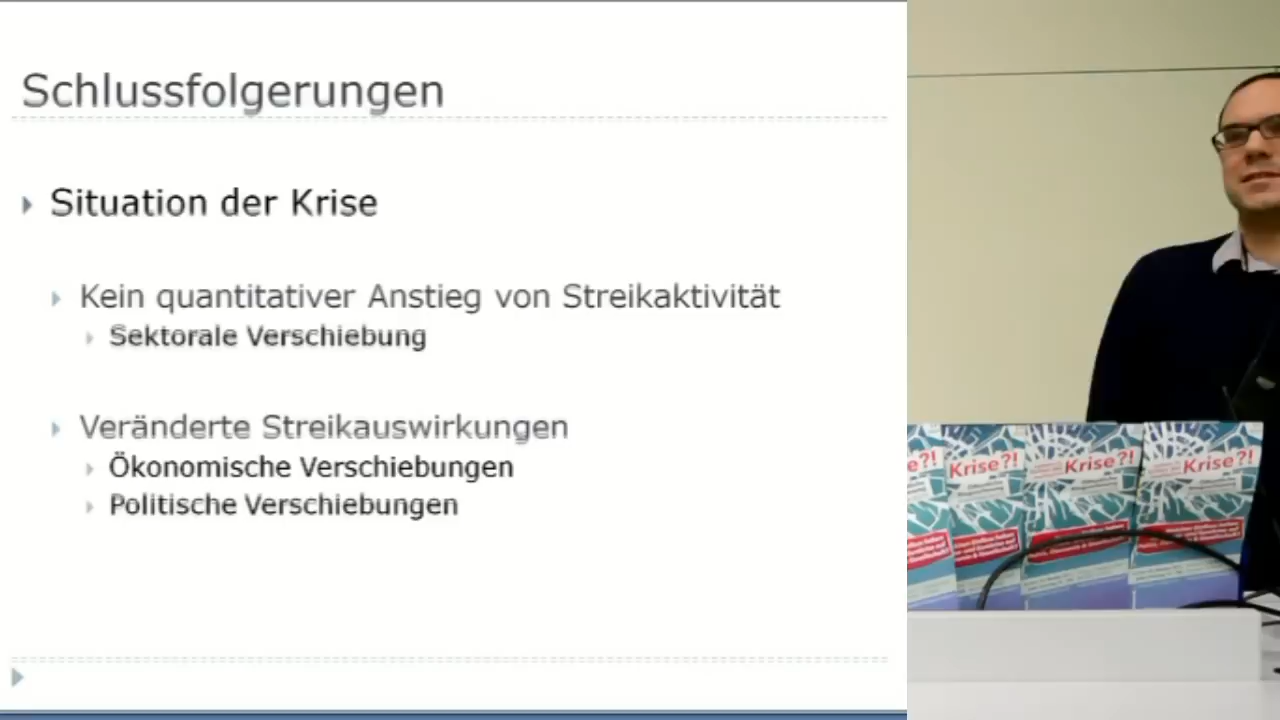 Schlussfolgerungen
Situation der Krise
Kein quantitativer Anstieg von Streikaktivität
Sektorale Verschiebung
Veränderte Streikauswirkungen
Ökonomische Verschiebungen
Politische Verschiebungen
e?!
Krise?!
Krise?!
Krise?!